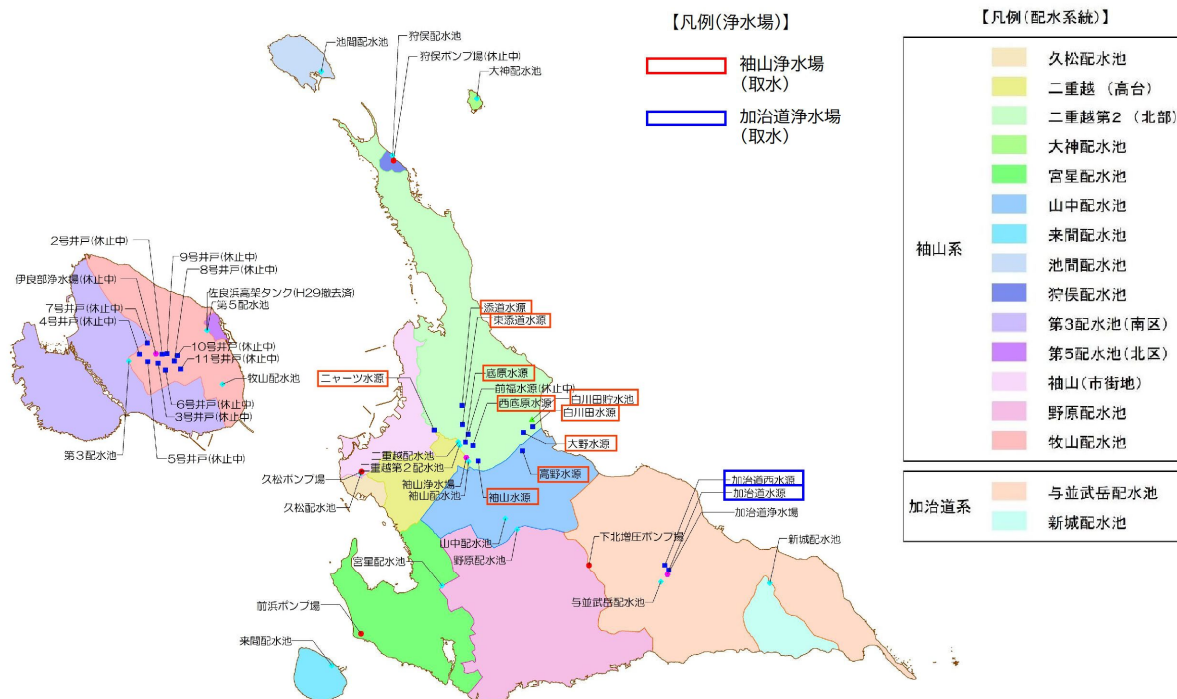 【凡例(浄水場)】
袖山浄水場
(取水)
加治道浄水場
(取水)
【凡例(配水系統)】
袖山系
久松配水池
二重越 (高台)
二重越第2 (北部)
大神配水池
宮星配水池
山中配水池
来間配水池
池間配水池
狩俣配水池
第3配水池(南区)
第5配水池(北区)
袖山(市街地)
野原配水池
牧山配水池
加治道系
与並武岳配水池
新城配水池
池間配水池
狩俣配水池
狩俣ポンプ場(休止中)
大神配水池
2号井戸(休止中)
9号井戸(休止中)
8号井戸(休止中)
伊良部浄水場(休止中)
佐良浜高架タンク(H29撤去済)
第5配水池
7号井戸(休止中)
4号井戸(休止中)
10号井戸(休止中)
11号井戸(休止中)
牧山配水池
6号井戸(休止中)
3号井戸(休止中)
第3配水池
5号井戸(休止中)
添道水源
東添道水源
ニャーツ水源
底原水源
前福水源(休止中)
西底原水源
白川田貯水池
白川田水源
大野水源
二重越配水池
二重越第2配水池
袖山浄水場
袖山配水池
高野水源
袖山水源
久松ポンプ場
久松配水池
加治道西水源
加治道水源
加治道浄水場
山中配水池
野原配水池
下北増圧ポンプ場
新城配水池
宮星配水池
与並武岳配水池
前浜ポンプ場
来間配水池